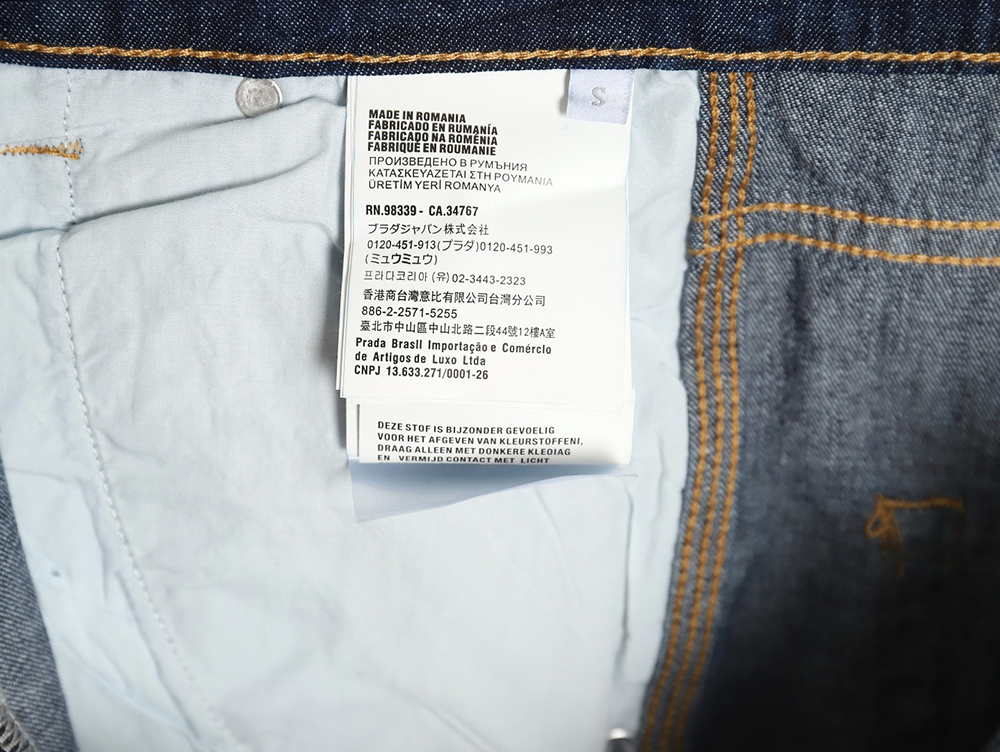 S
MADE IN ROMANIA
FABRICADO EN RUMANÍA
FABRICADO NA ROMÉNIA
FABRIQUÉ EN ROUMANIE
ПРОИЗВЕДЕНО В РУМЪНИЯ
ΚΑΤΑΣΚΕΥΑΖΕΤΑΙ ΣΤΗ ΡΟΥΜΑΝΙΑ
ÜRETİM YERİ ROMANYA
RN.98339 - CA.34767
プラダジャパン株式会社
0120-451-913(プラダ)0120-451-993
(ミュウミュウ)
프라다코리아 (유) 02-3443-2323
香港商台灣意比有限公司台灣分公司
886-2-2571-5255
臺北市中山區中山北路二段44號12樓A室
Prada Brasil Importação e Comércio
de Artigos de Luxo Ltda
CNPJ 13.633.271/0001-26
DEZE STOF IS BIJZONDER GEVOELIG
VOOR HET AFGEVEN VAN KLEURSTOFFENI,
DRAAG ALLEEN MET DONKERE KLEOIAG
EN VERMIJD CONTACT MET LICHT